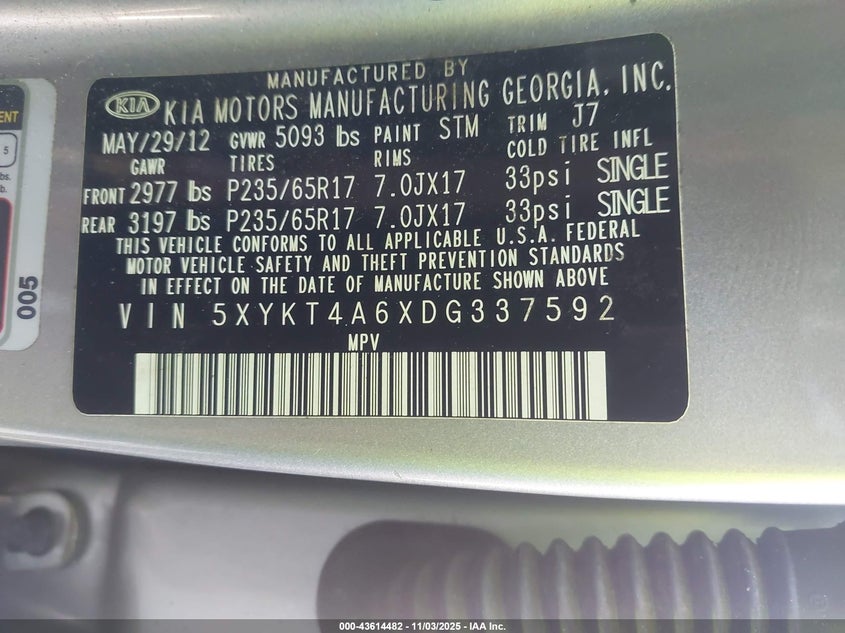 MANUFACTURED BY
KIA KIA MOTORS MANUFACTURING GEORGIA, INC.
MAY/29/12 GVWR 5093 lbs PAINT STM TRIM J7
GAWR TIRES RIMS COLD TIRE INFL
FRONT 2977 lbs P235/65R17 7.0JX17 33psi SINGLE
REAR 3197 lbs P235/65R17 7.0JX17 33psi SINGLE
THIS VEHICLE CONFORMS TO ALL APPLICABLE U.S.A. FEDERAL
MOTOR VEHICLE SAFETY AND THEFT PREVENTION STANDARDS
IN EFFECT ON THE DATE OF MANUFACTURE SHOWN ABOVE
VIN 5XYKT4A6XDG337592
MPV
5
005
000-43614482 - 11/03/2025 - IAA Inc.